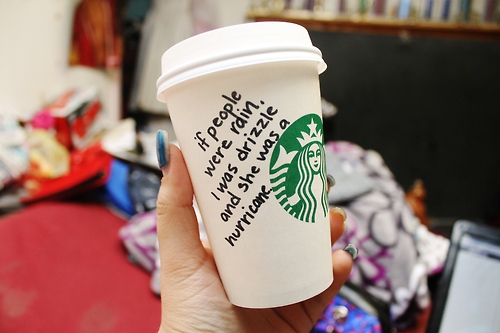 if people
were rain.
I was drizzle
and she was a
hurricane